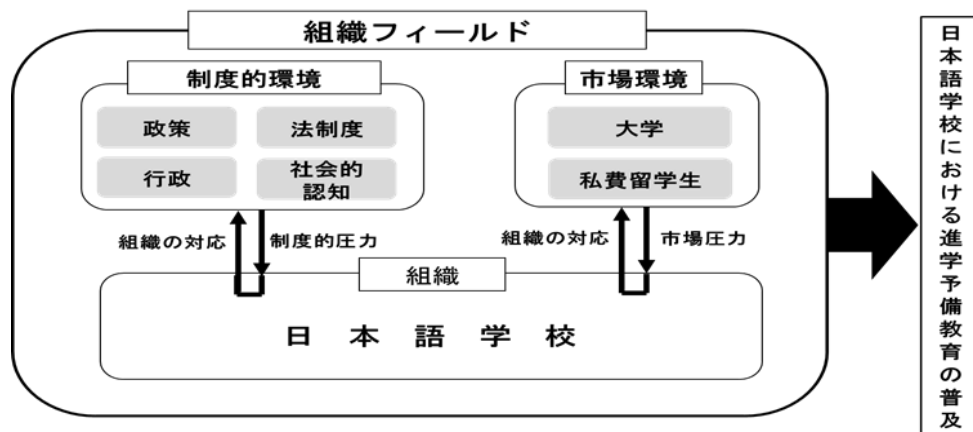 組織フィールド
制度的環境
政策
法制度
行政
社会的
認知
市場環境
大学
私費留学生
組織の対応
制度的圧力
組織の対応
市場圧力
組織
日本語学校
日本語学校における進学予備教育の普及